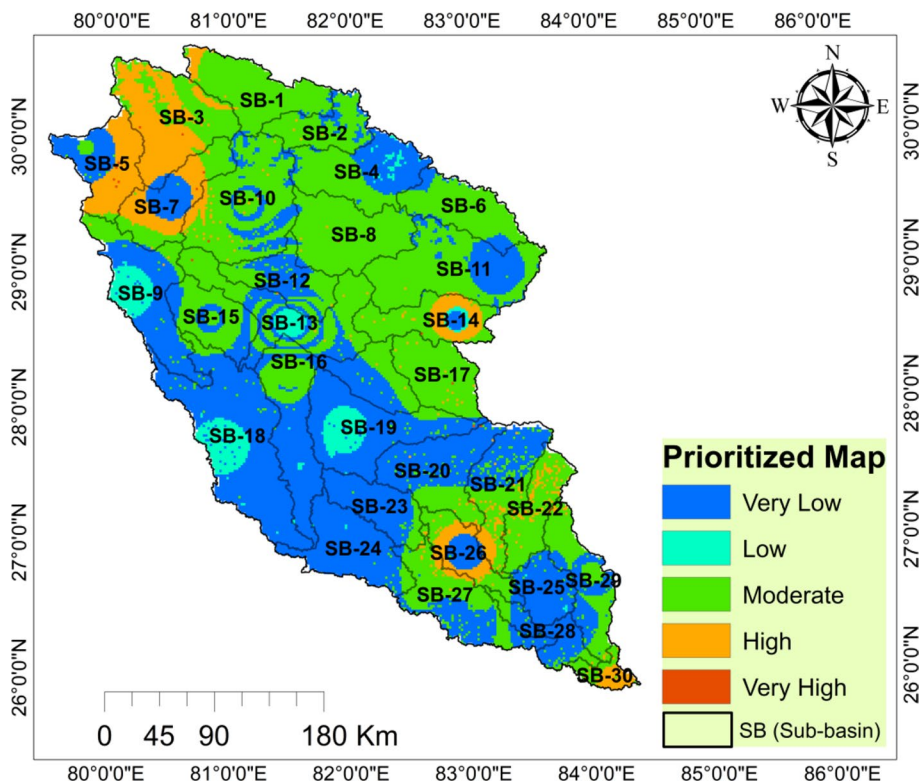 80°0'0"E 81°0'0"E 82°0'0"E 83°0'0"E 84°0'0"E 85°0'0"E 86°0'0"E
N
W E
S
30°0'0"N 30°0'0"N
29°0'0"N 29°0'0"N
28°0'0"N 28°0'0"N
27°0'0"N 27°0'0"N
26°0'0"N 26°0'0"N
SB-1
SB-3
SB-2
SB-5
SB-4
SB-7
SB-10
SB-6
SB-8
SB-11
SB-12
SB-9
SB-15
SB-13
SB-14
SB-16
SB-17
SB-18
SB-19
SB-20
SB-21
SB-23
SB-22
SB-24
SB-26
SB-25
SB-29
SB-27
SB-28
SB-30
Prioritized Map
Very Low
Low
Moderate
High
Very High
SB (Sub-basin)
0 45 90 180 Km
80°0'0"E 81°0'0"E 82°0'0"E 83°0'0"E 84°0'0"E 85°0'0"E 86°0'0"E